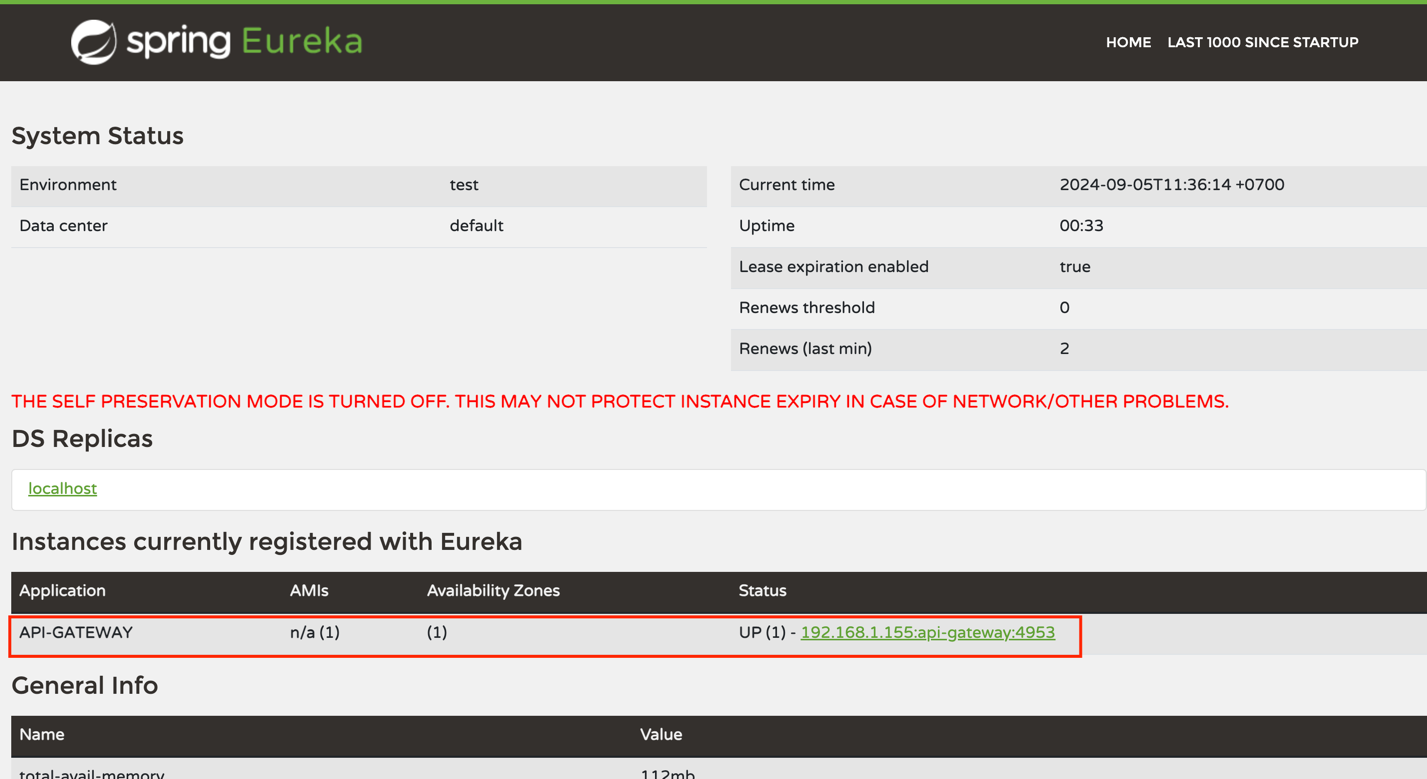 spring Eureka
HOME LAST 1000 SINCE STARTUP
System Status
Environment test
Data center default
Current time 2024-09-05T11:36:14 +0700
Uptime 00:33
Lease expiration enabled true
Renews threshold 0
Renews (last min) 2
THE SELF PRESERVATION MODE IS TURNED OFF. THIS MAY NOT PROTECT INSTANCE EXPIRY IN CASE OF NETWORK/OTHER PROBLEMS.
DS Replicas
localhost
Instances currently registered with Eureka
Application AMIs Availability Zones Status
API-GATEWAY n/a (1) (1) UP (1) - 192.168.1.155:api-gateway:4953
General Info
Name Value
total-avail-memory 112mb